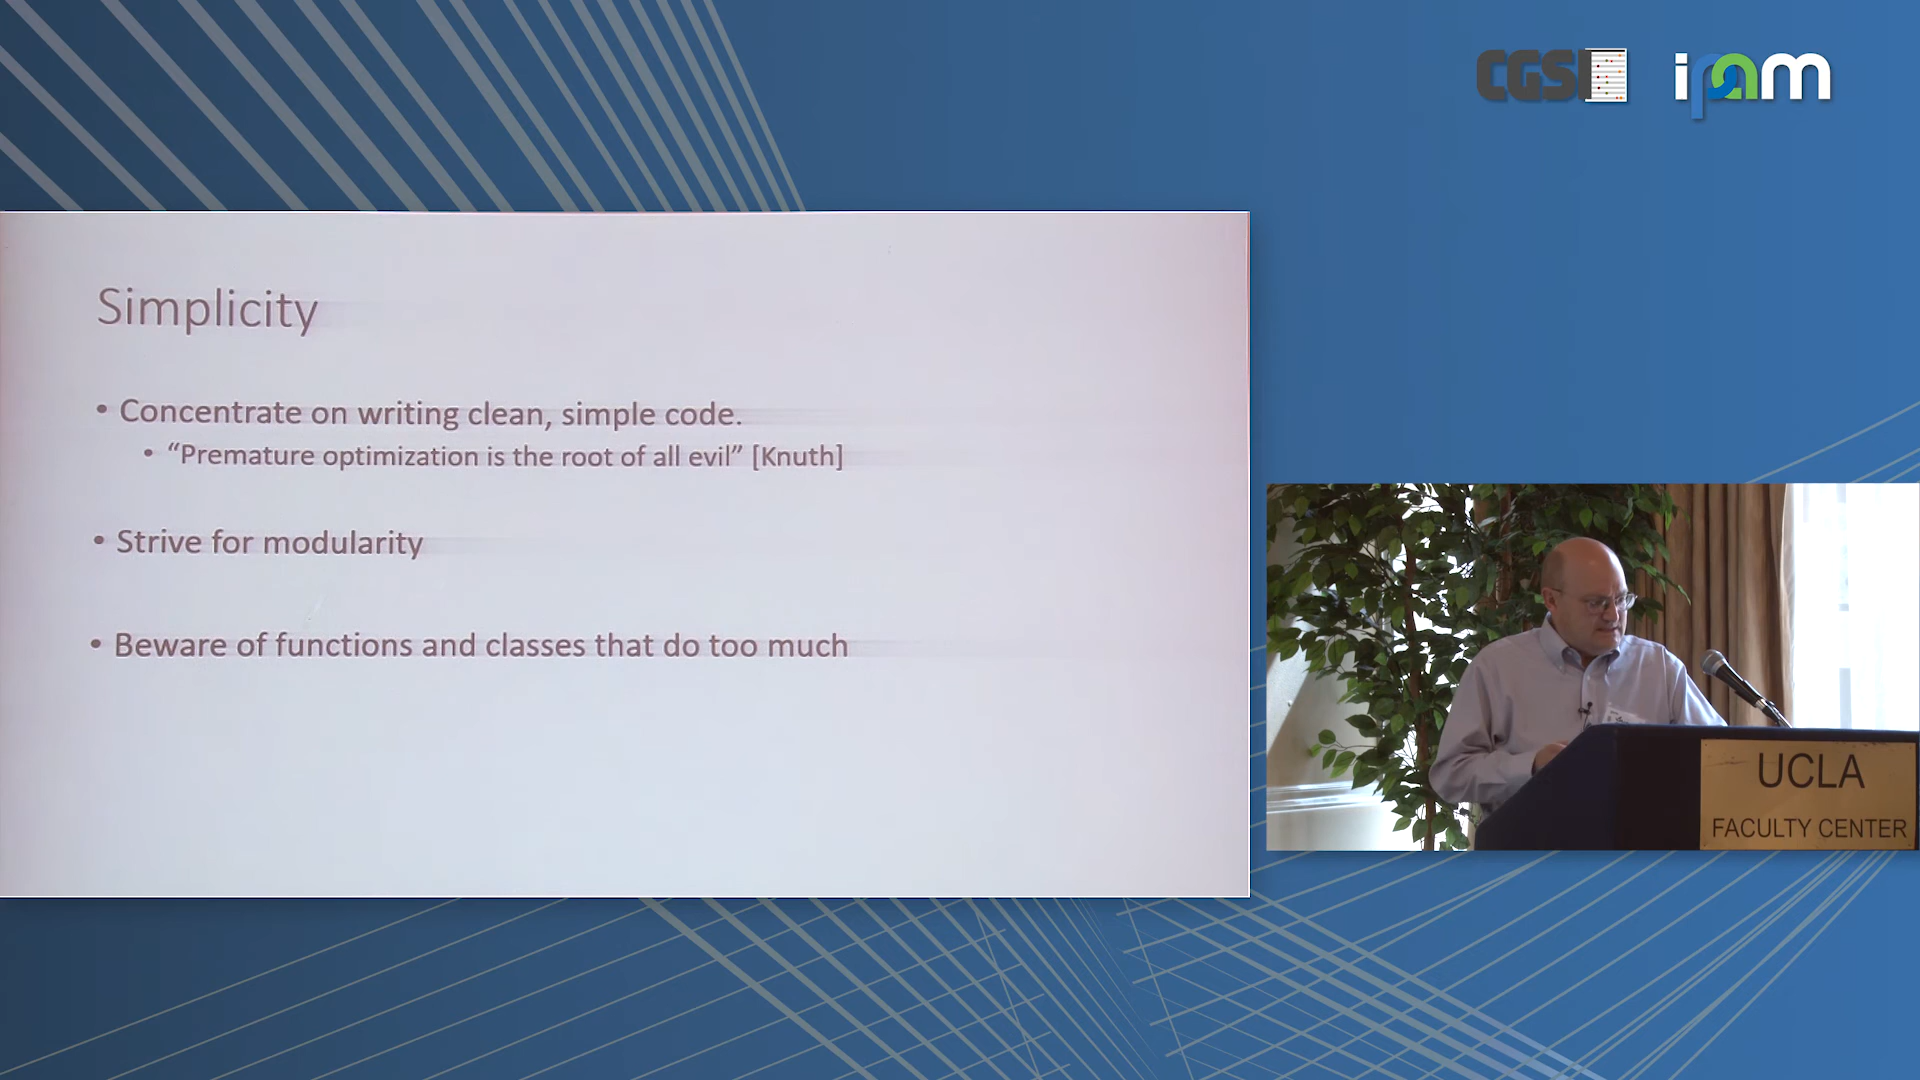 CGSI
ipam
Simplicity
• Concentrate on writing clean, simple code.
• “Premature optimization is the root of all evil” [Knuth]
• Strive for modularity
• Beware of functions and classes that do too much
UCLA
FACULTY CENTER